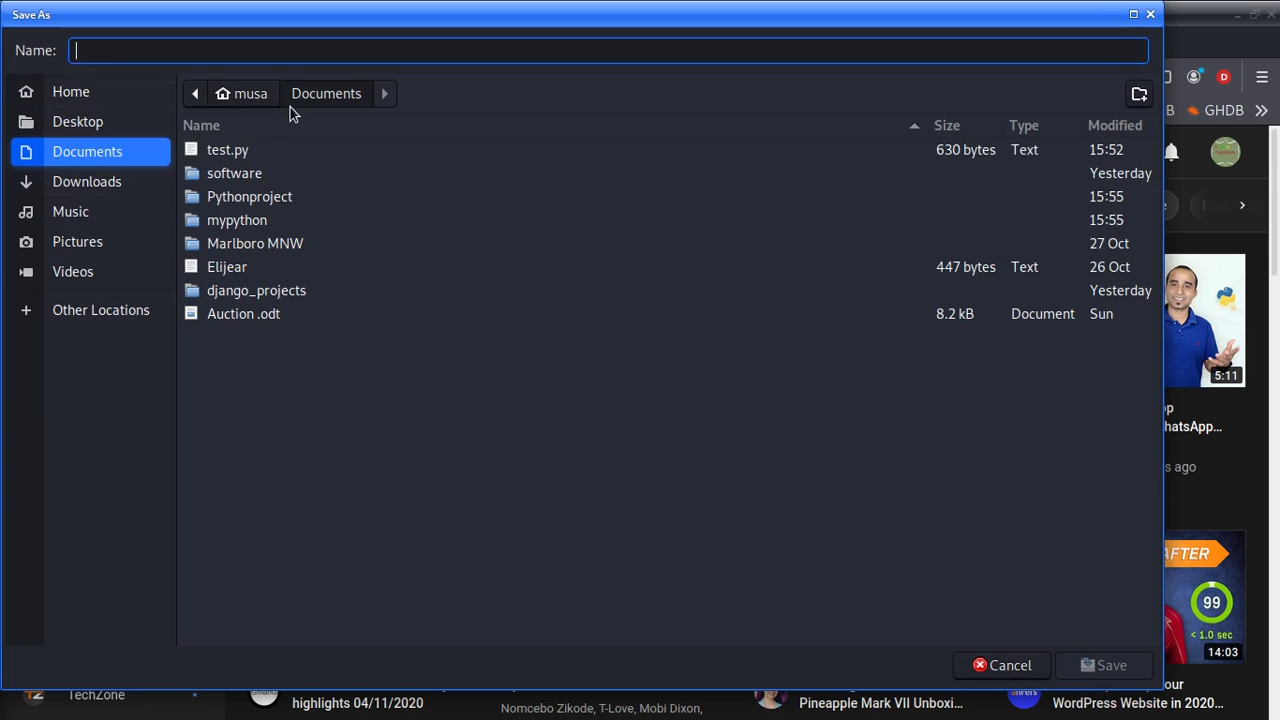 Save As
Name:
Home
Desktop
Documents
Downloads
Music
Pictures
Videos
Other Locations
musa Documents
Name Size Type Modified
test.py 630 bytes Text 15:52
software Yesterday
Pythonproject 15:55
mypython 15:55
Marlboro MNW 27 Oct
Elijear 447 bytes Text 26 Oct
django_projects Yesterday
Auction .odt 8.2 kB Document Sun
Cancel Save
D
B GHDB
5:11
hatsApp...
s ago
AFTER
99
< 1.0 sec
14:03
your
WordPress Website in 2020...
TechZone
highlights 04/11/2020
Nomcebo Zikode, T-Love, Mobi Dixon,
Pineapple Mark VII Unboxi...